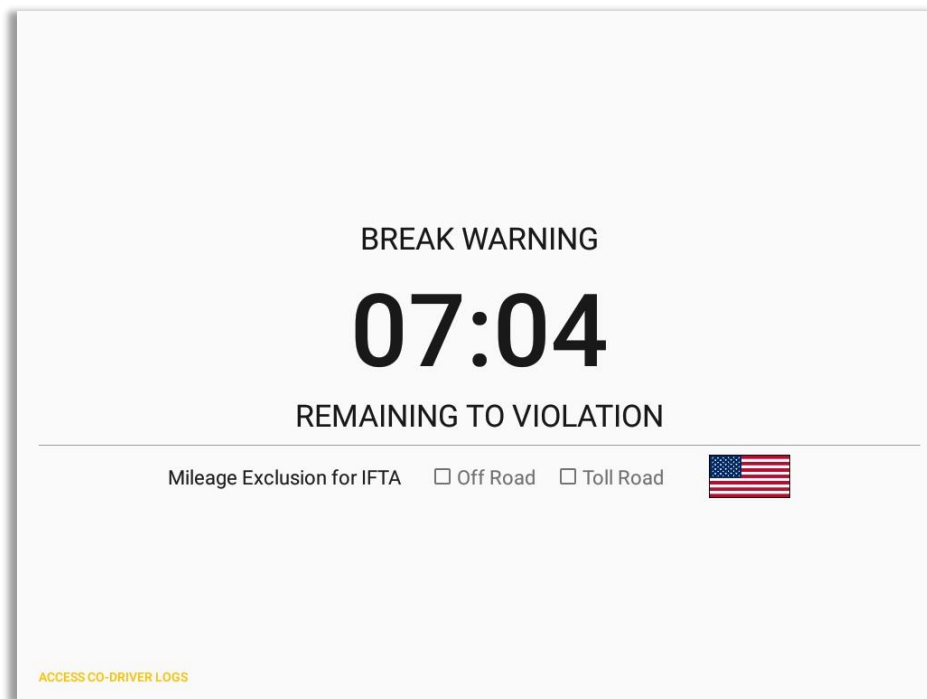 BREAK WARNING
07:04
REMAINING TO VIOLATION
Mileage Exclusion for IFTA Off Road Toll Road
ACCESS CO-DRIVER LOGS